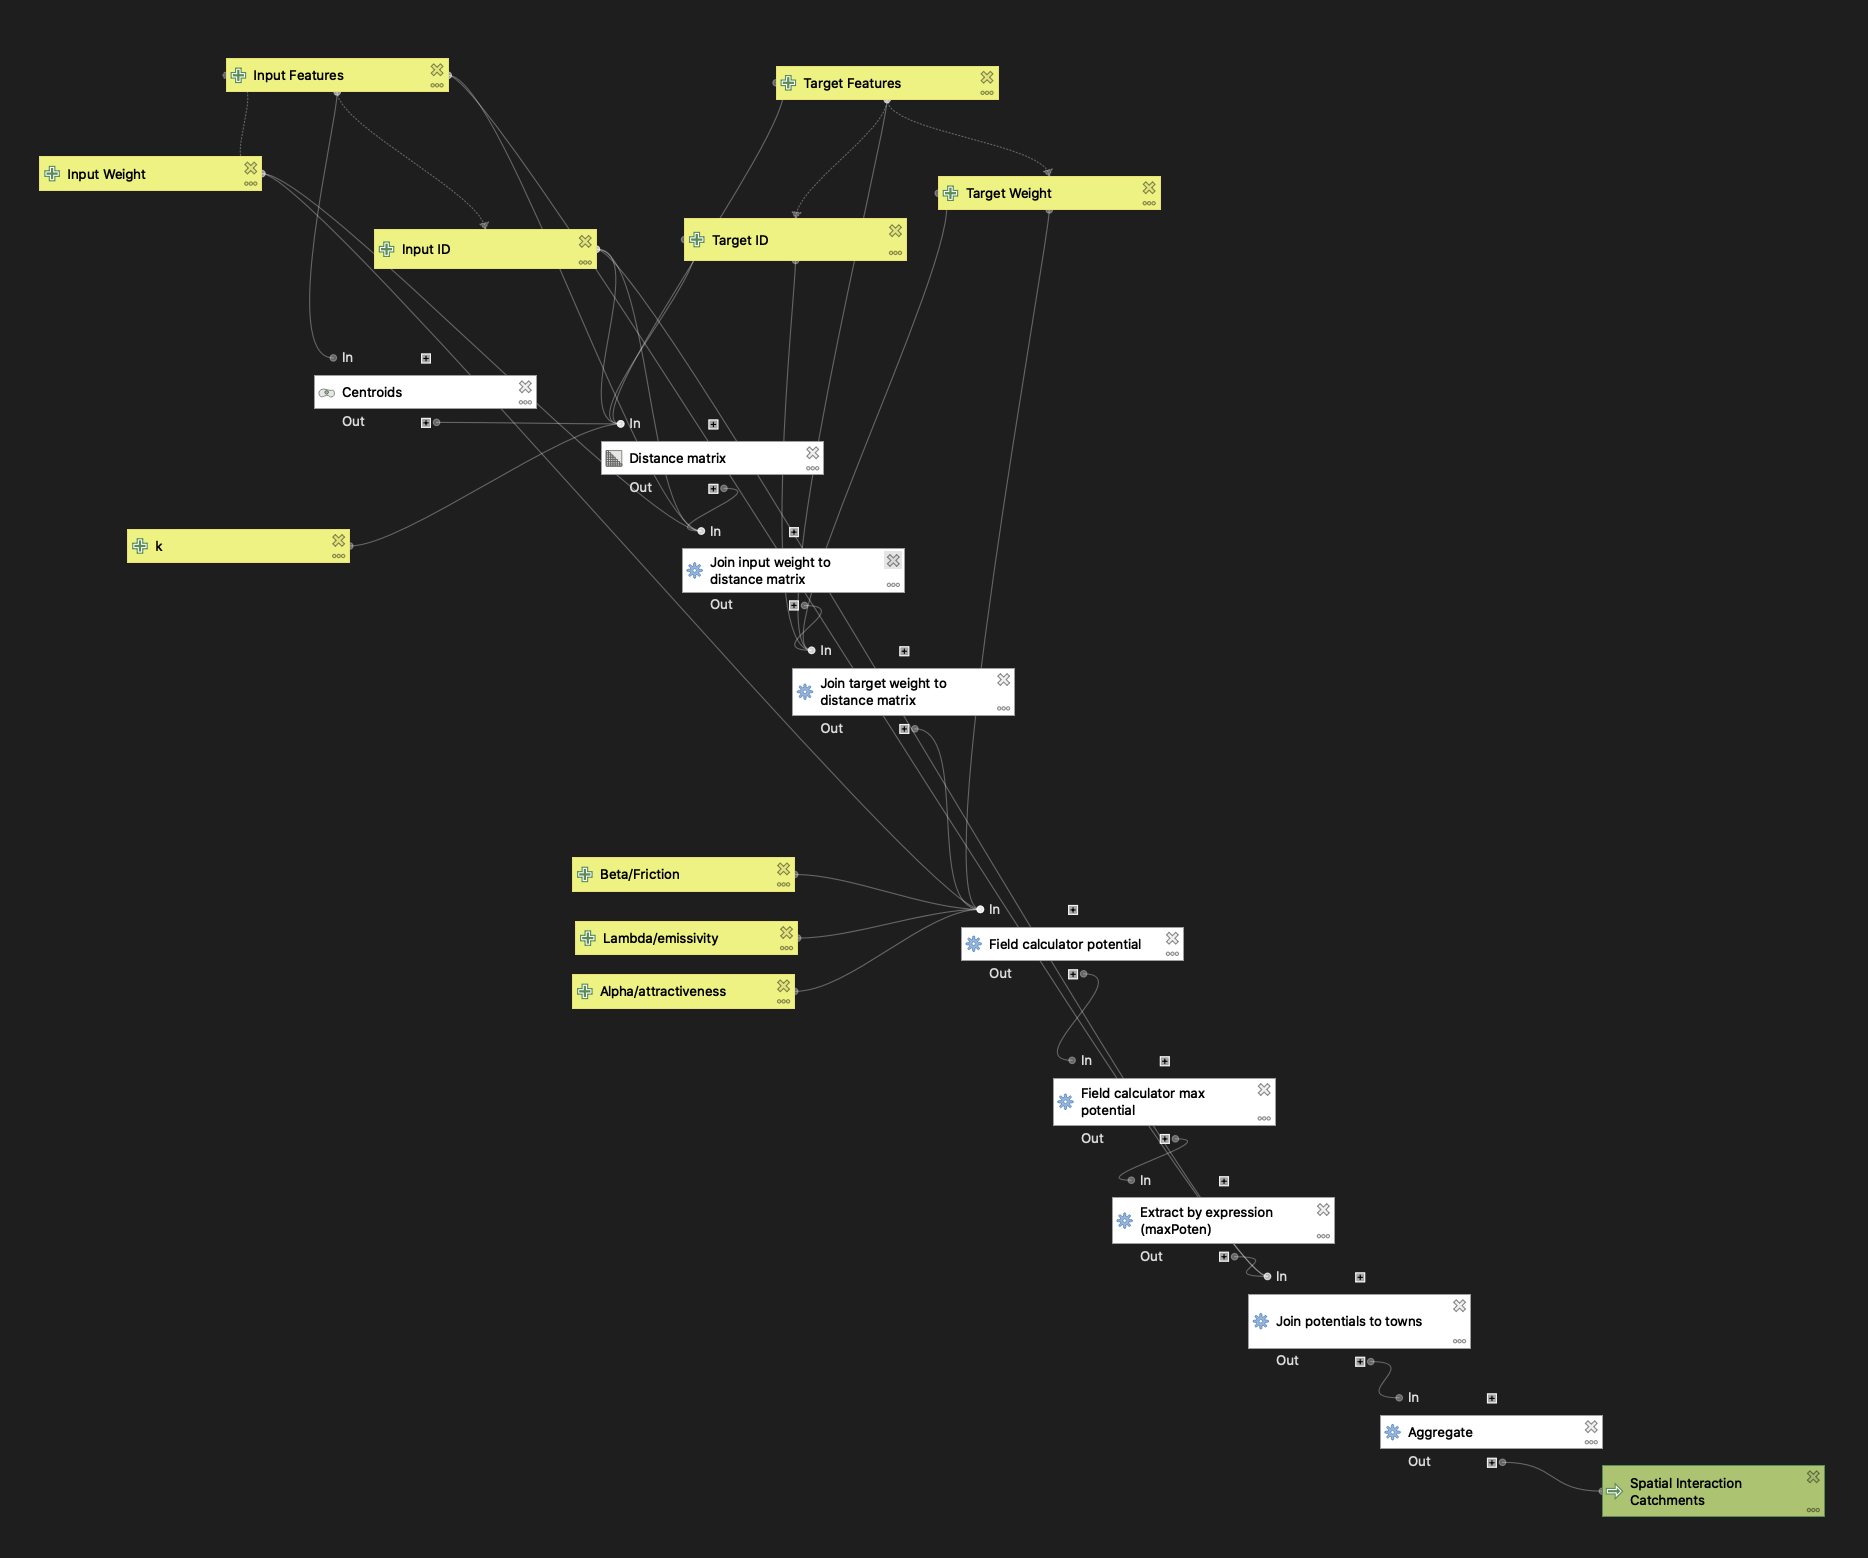 Input Features
Target Features
Input Weight
Target Weight
Input ID
Target ID
In
Centroids
Out
In
Distance matrix
Out
In
k
Join input weight to
distance matrix
Out
In
Join target weight to
distance matrix
Out
Beta/Friction
In
Lambda/emissivity
Field calculator potential
Out
Alpha/attractiveness
In
Field calculator max
potential
Out
In
Extract by expression
(maxPoten)
Out
In
Join potentials to towns
Out
In
Aggregate
Out
Spatial Interaction
Catchments